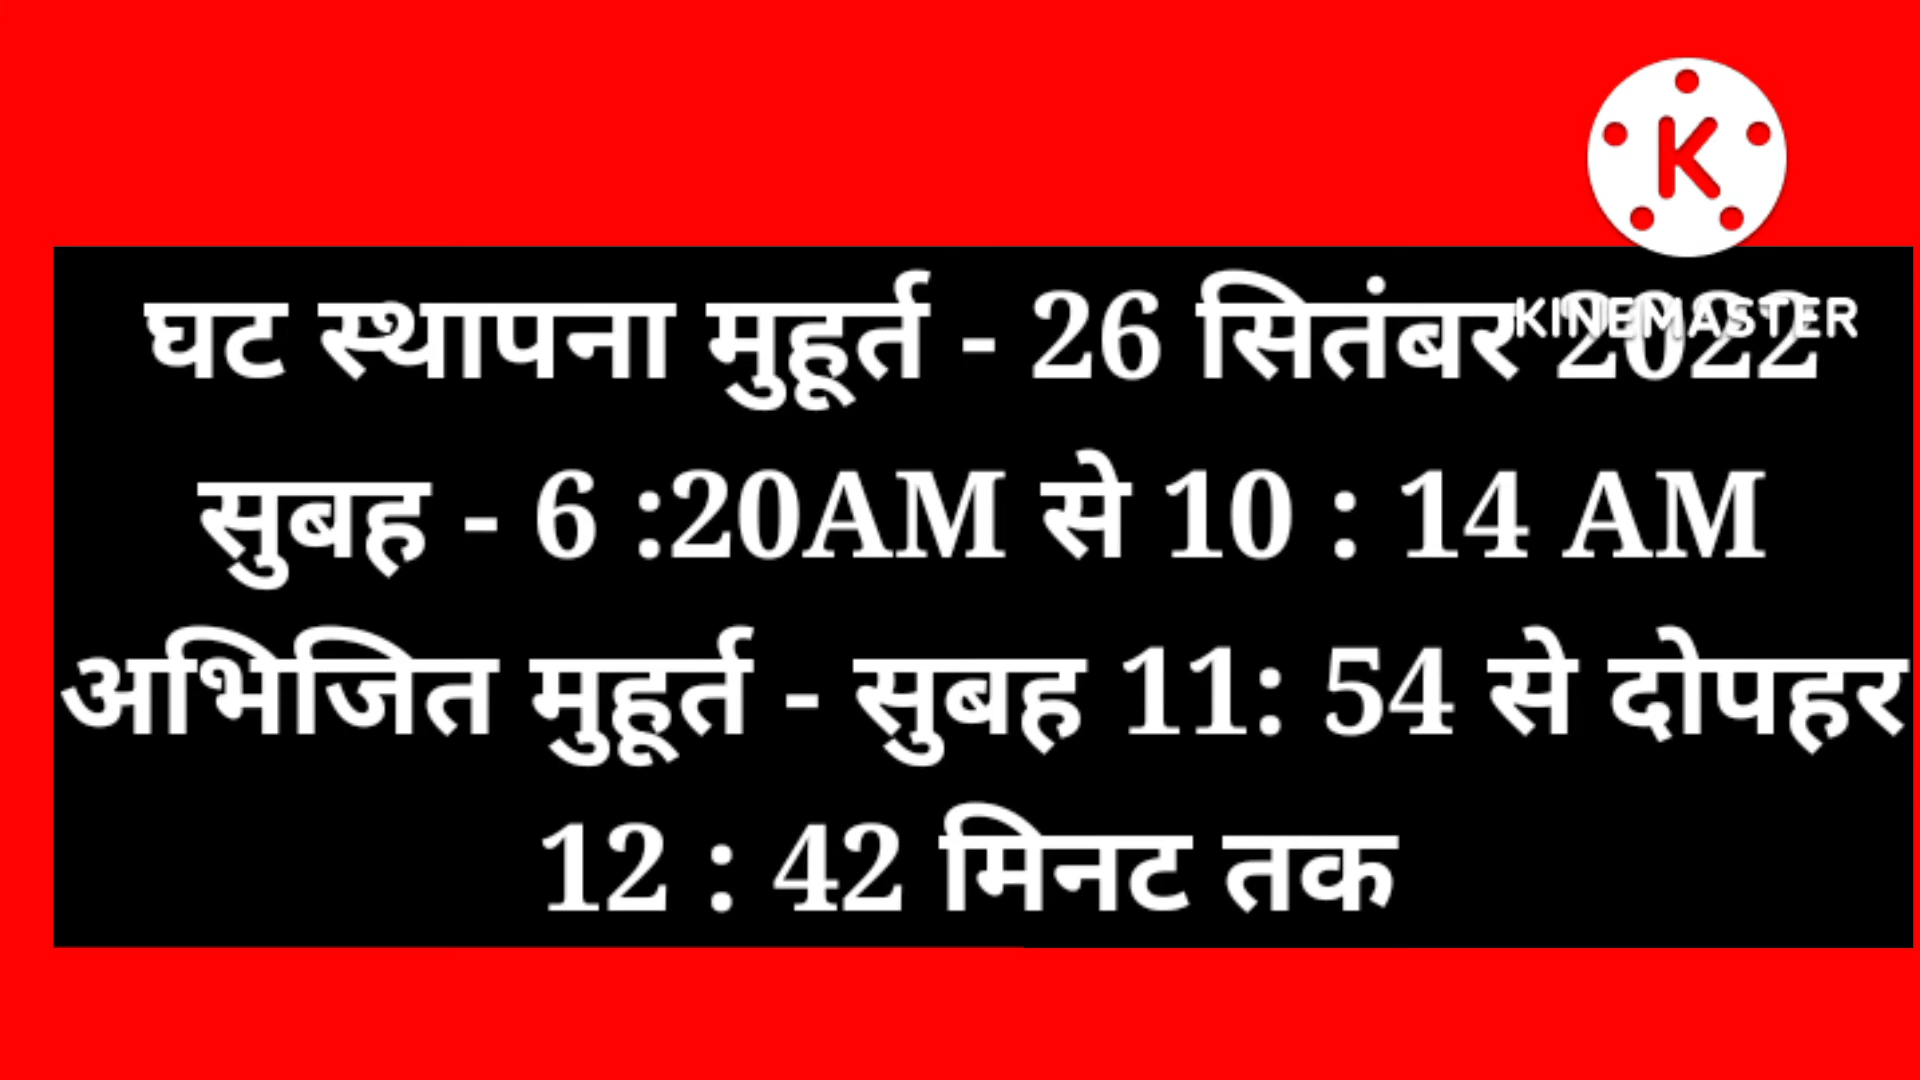 K
KINEMASTER
घट स्थापना मुहूर्त - 26 सितंबर 2022
सुबह - 6 :20AM से 10 : 14 AM
अभिजित मुहूर्त - सुबह 11: 54 से दोपहर
12 : 42 मिनट तक